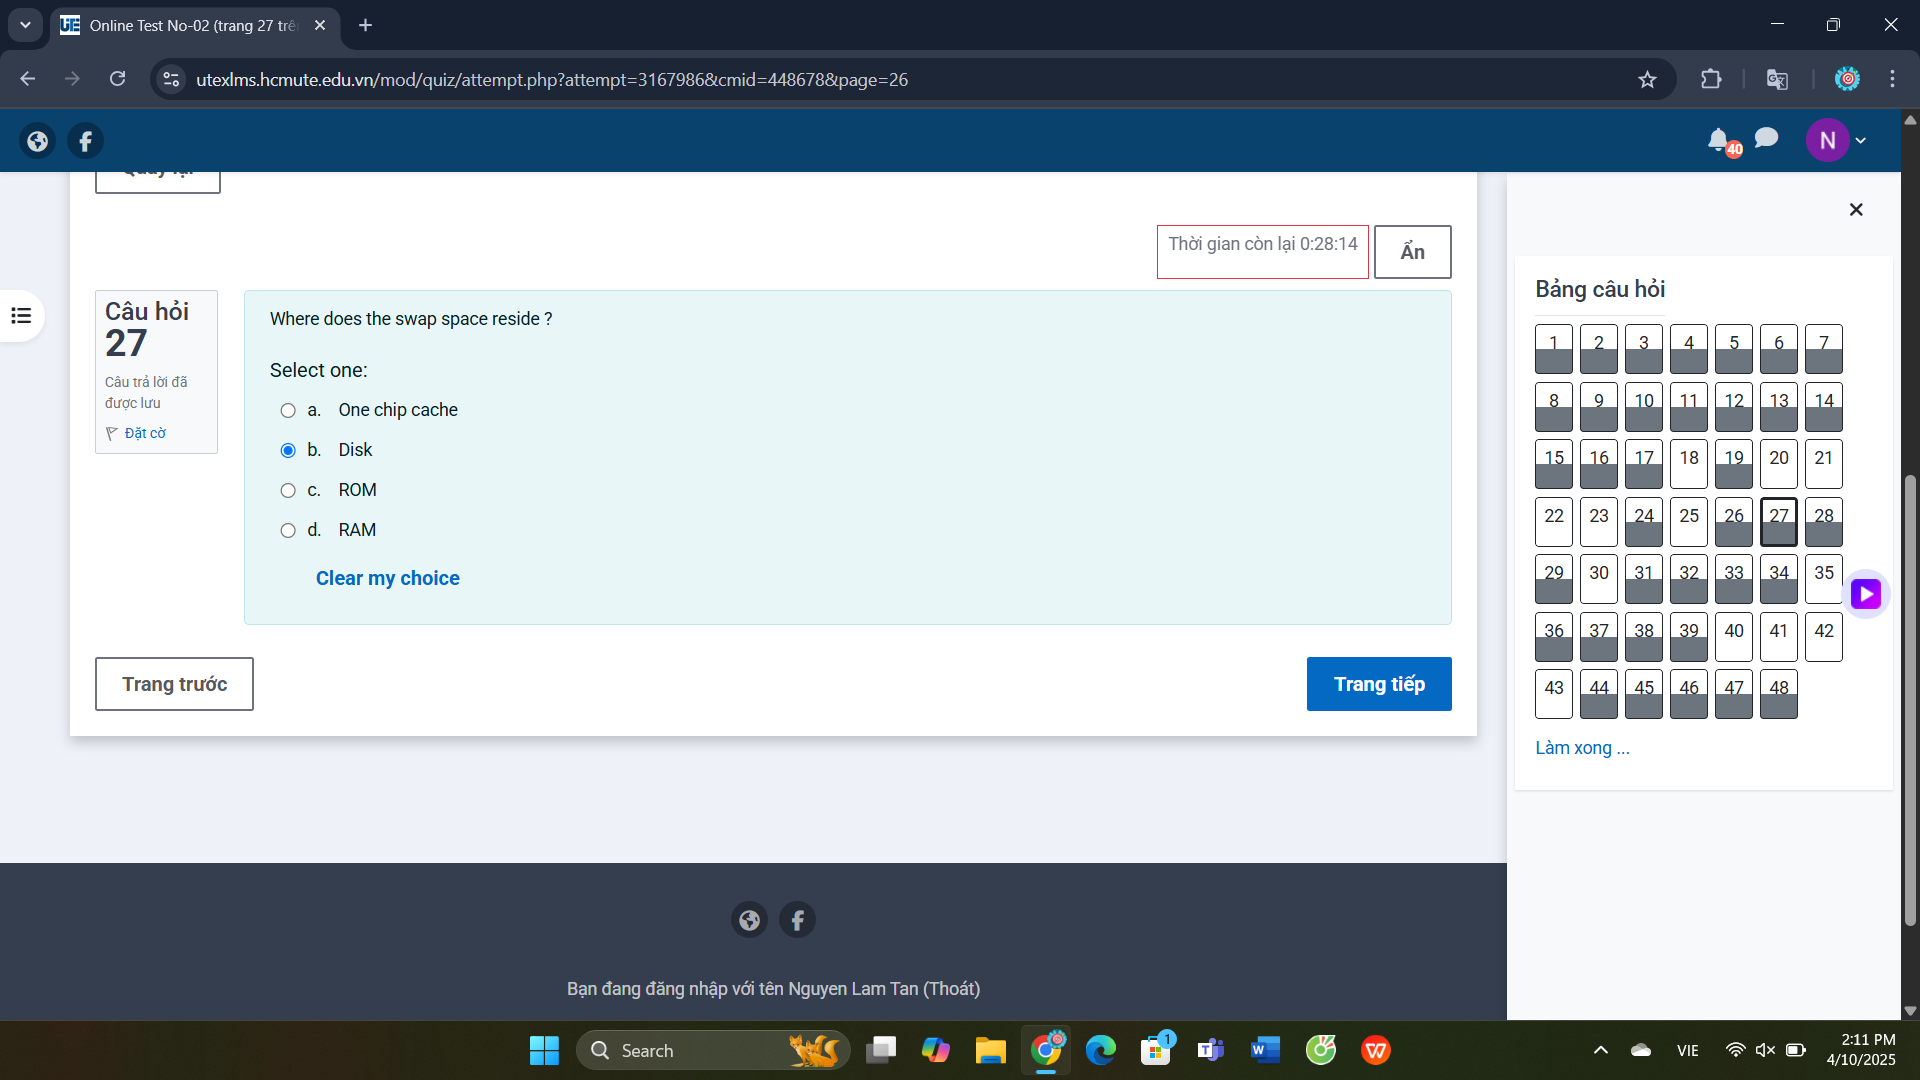 Online Test No-02 (trang 27 trê
utexlms.hcmute.edu.vn/mod/quiz/attempt.php?attempt=3167986&cmid=448678&page=26
40
N
Quay lại
Thời gian còn lại 0:28:14
Ẩn
Câu hỏi
27
Câu trả lời đã
được lưu
Đặt cờ
Where does the swap space reside ?
Select one:
a. One chip cache
b. Disk
c. ROM
d. RAM
Clear my choice
Trang trước
Trang tiếp
Bảng câu hỏi
1 2 3 4 5 6 7
8 9 10 11 12 13 14
15 16 17 18 19 20 21
22 23 24 25 26 27 28
29 30 31 32 33 34 35
36 37 38 39 40 41 42
43 44 45 46 47 48
Làm xong ...
Bạn đang đăng nhập với tên Nguyen Lam Tan (Thoát)
Search
1
VIE
2:11 PM
4/10/2025